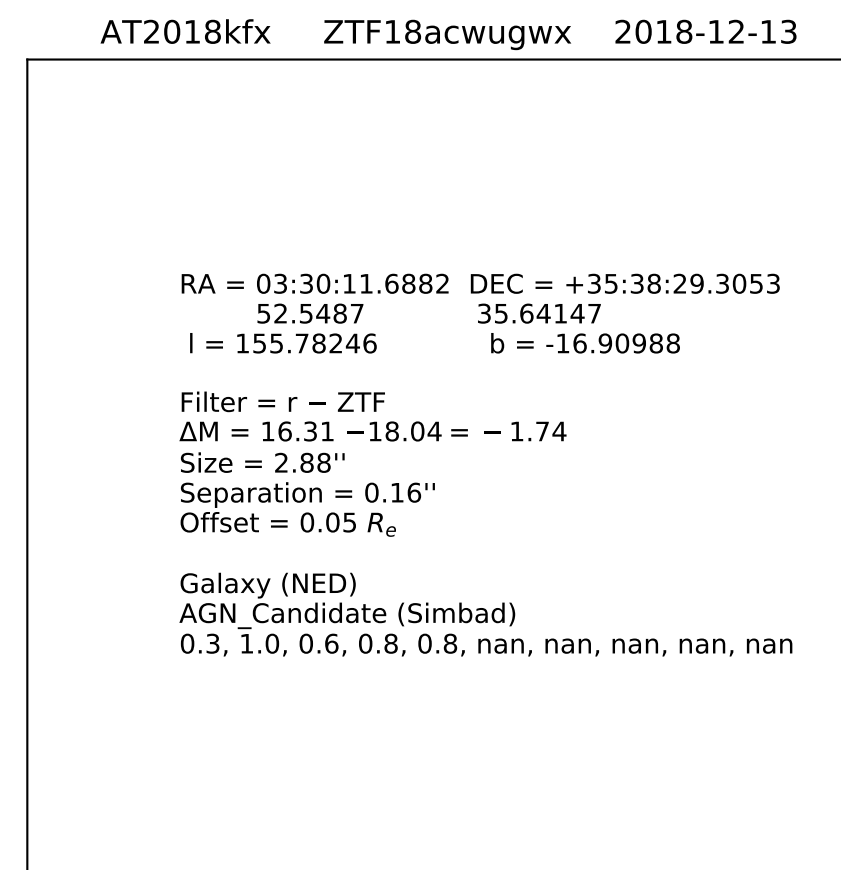 AT2018kfx ZTF18acwugwx 2018-12-13
RA = 03:30:11.6882 DEC = +35:38:29.3053
52.5487 35.64147
l = 155.78246 b = -16.90988
Filter = r − ZTF
ΔM = 16.31 −18.04 = − 1.74
Size = 2.88''
Separation = 0.16''
Offset = 0.05 Rₑ
Galaxy (NED)
AGN_Candidate (Simbad)
0.3, 1.0, 0.6, 0.8, 0.8, nan, nan, nan, nan, nan